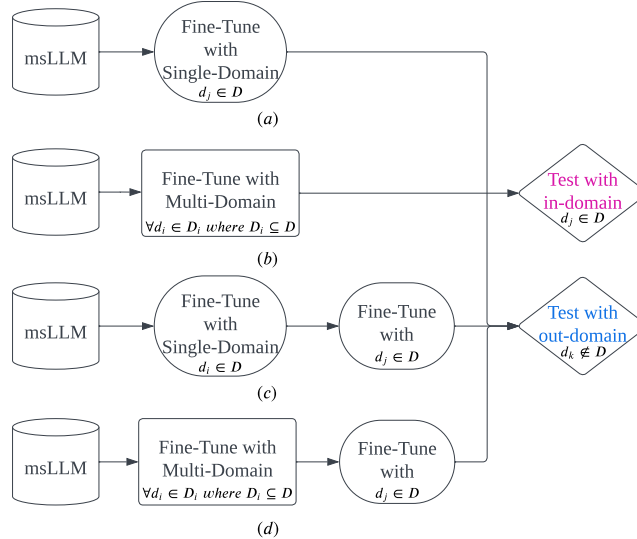 msLLM
Fine-Tune
with
Single-Domain
d_j ∈ D
(a)
msLLM
Fine-Tune with
Multi-Domain
∀d_i ∈ D_i where D_i ⊆ D
Test with
in-domain
d_j ∈ D
(b)
msLLM
Fine-Tune
with
Single-Domain
d_i ∈ D
Fine-Tune
with
d_j ∈ D
Test with
out-domain
d_k ∉ D
(c)
msLLM
Fine-Tune with
Multi-Domain
∀d_i ∈ D_i where D_i ⊆ D
Fine-Tune
with
d_j ∈ D
(d)